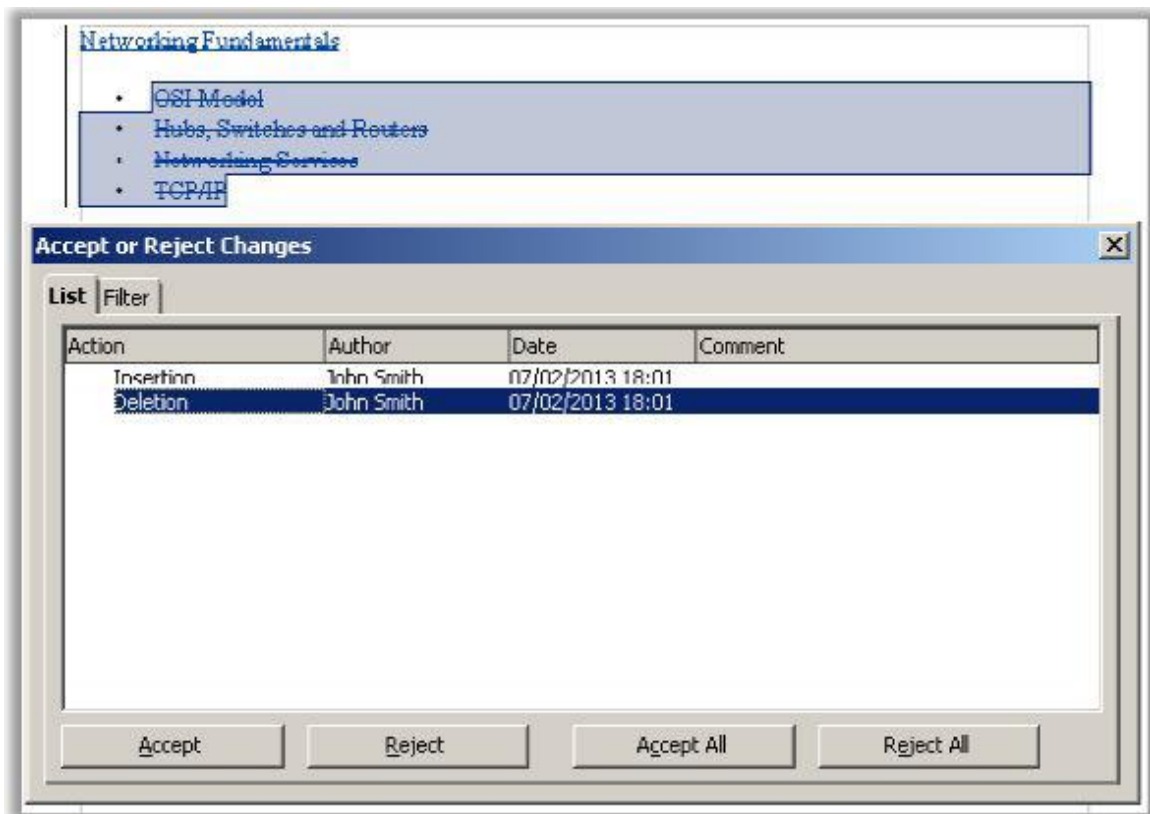 Networking Fundamentals
• OSI Model
• Hubs, Switches and Routers
• Networking Services
• TCP/IP
Accept or Reject Changes
List Filter
Action Author Date Comment
Insertion John Smith 07/02/2013 18:01
Deletion John Smith 07/02/2013 18:01
Accept Reject Accept All Reject All